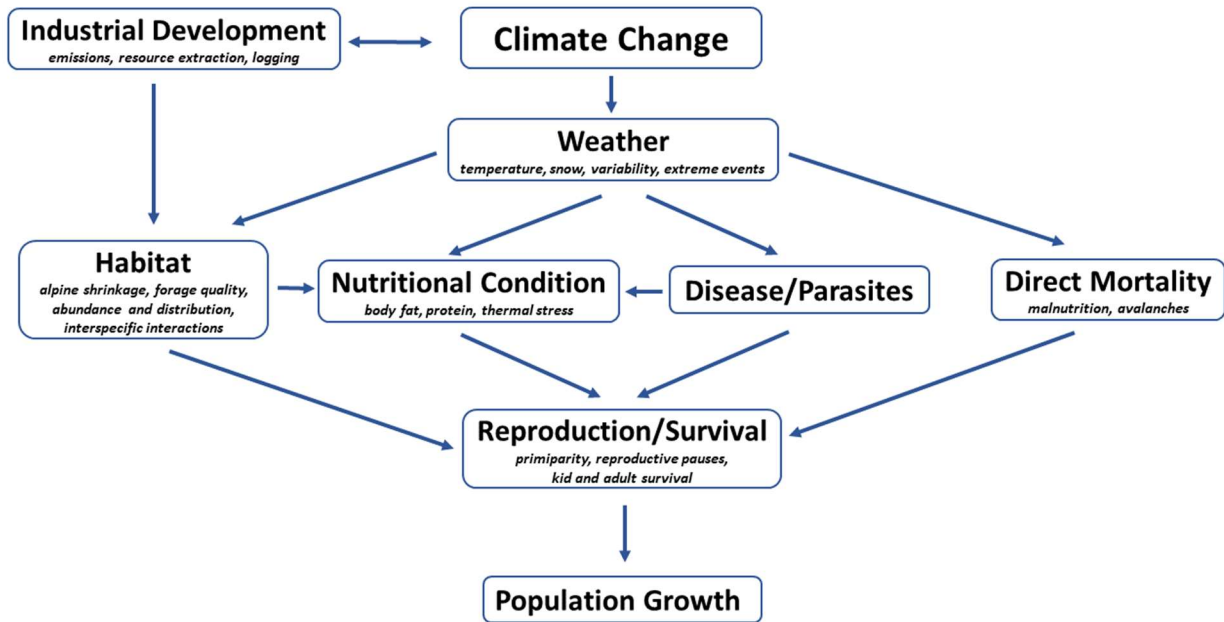 Industrial Development
emissions, resource extraction, logging
Climate Change
Weather
temperature, snow, variability, extreme events
Habitat
alpine shrinkage, forage quality,
abundance and distribution,
interspecific interactions
Nutritional Condition
body fat, protein, thermal stress
Disease/Parasites
Direct Mortality
malnutrition, avalanches
Reproduction/Survival
primiparity, reproductive pauses,
kid and adult survival
Population Growth